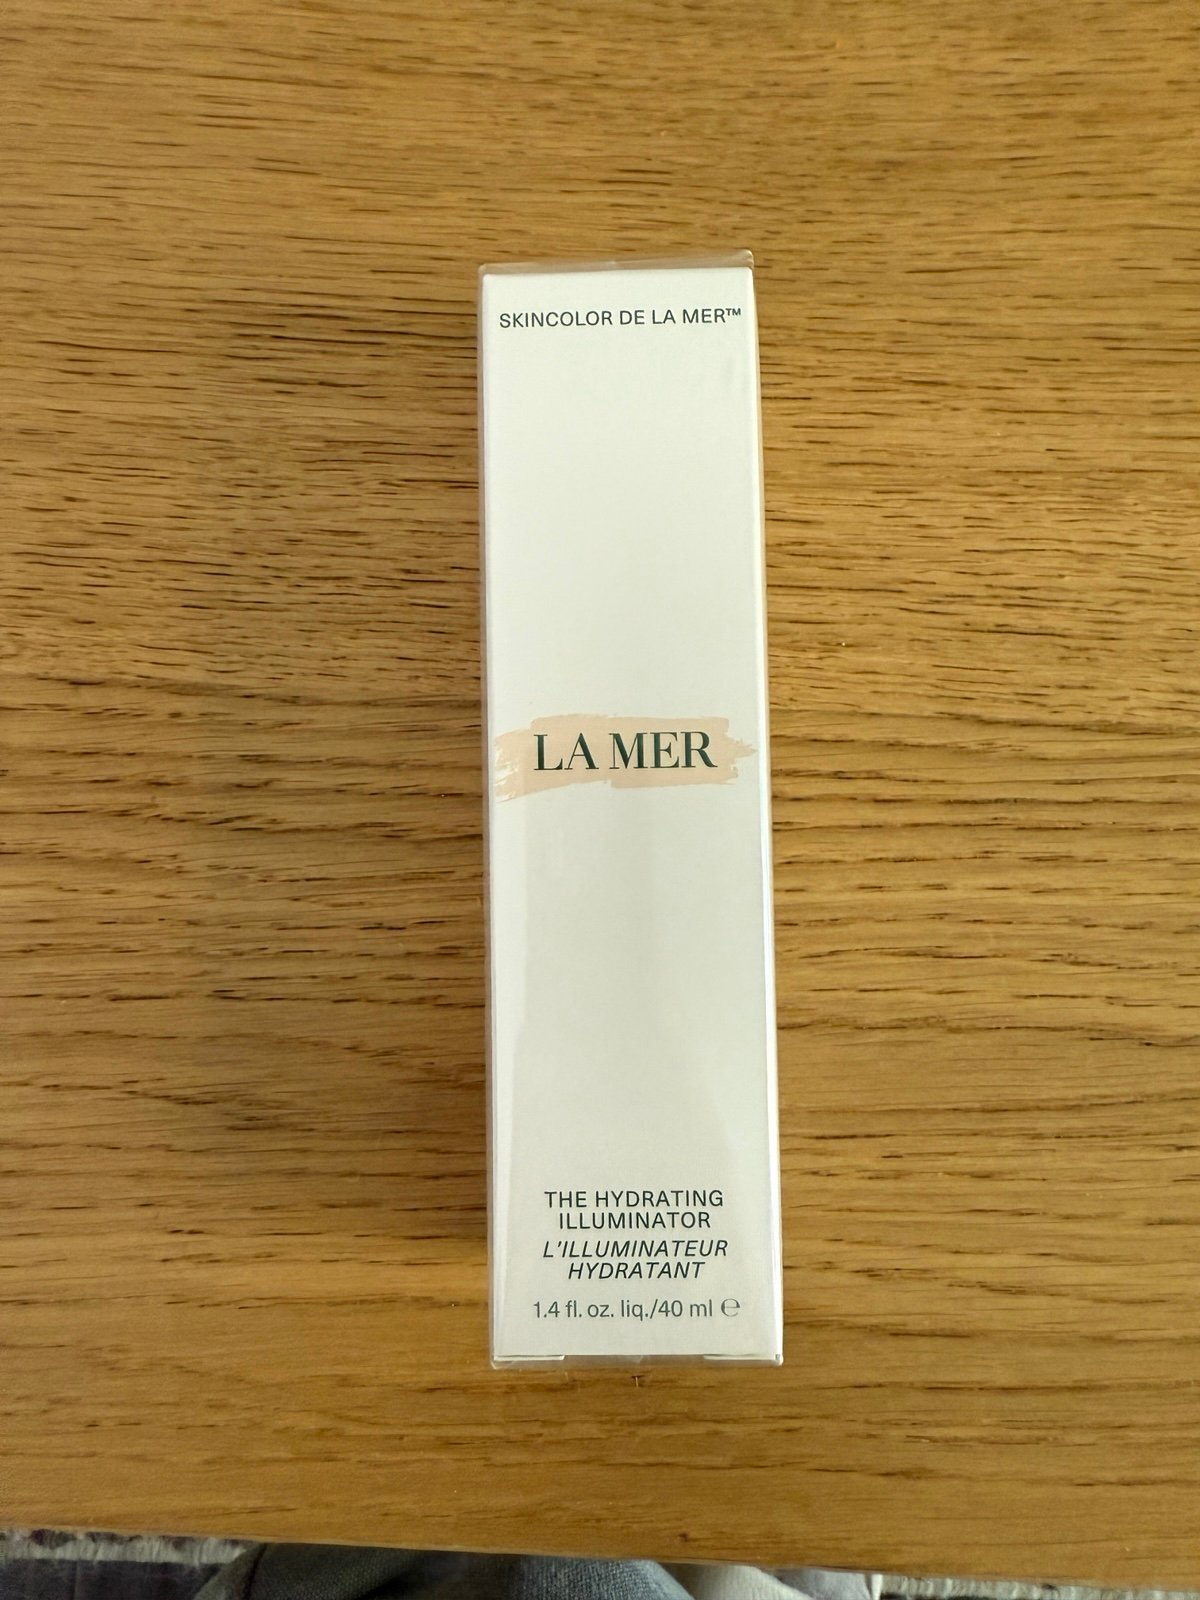 SKINCOLOR DE LA MER™
LA MER
THE HYDRATING
ILLUMINATOR
L'ILLUMINATEUR
HYDRATANT
1.4 fl. oz. liq./40 ml ℮